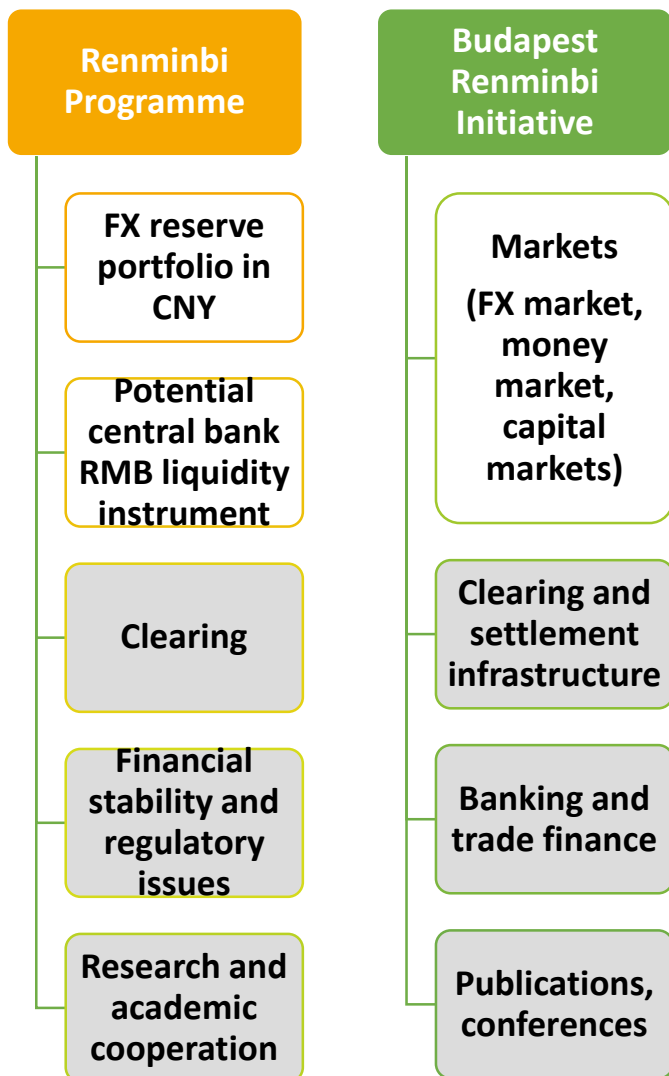 Renminbi
Programme
FX reserve
portfolio in
CNY
Potential
central bank
RMB liquidity
instrument
Clearing
Financial
stability and
regulatory
issues
Research and
academic
cooperation
Budapest
Renminbi
Initiative
Markets
(FX market,
money
market,
capital
markets)
Clearing and
settlement
infrastructure
Banking and
trade finance
Publications,
conferences